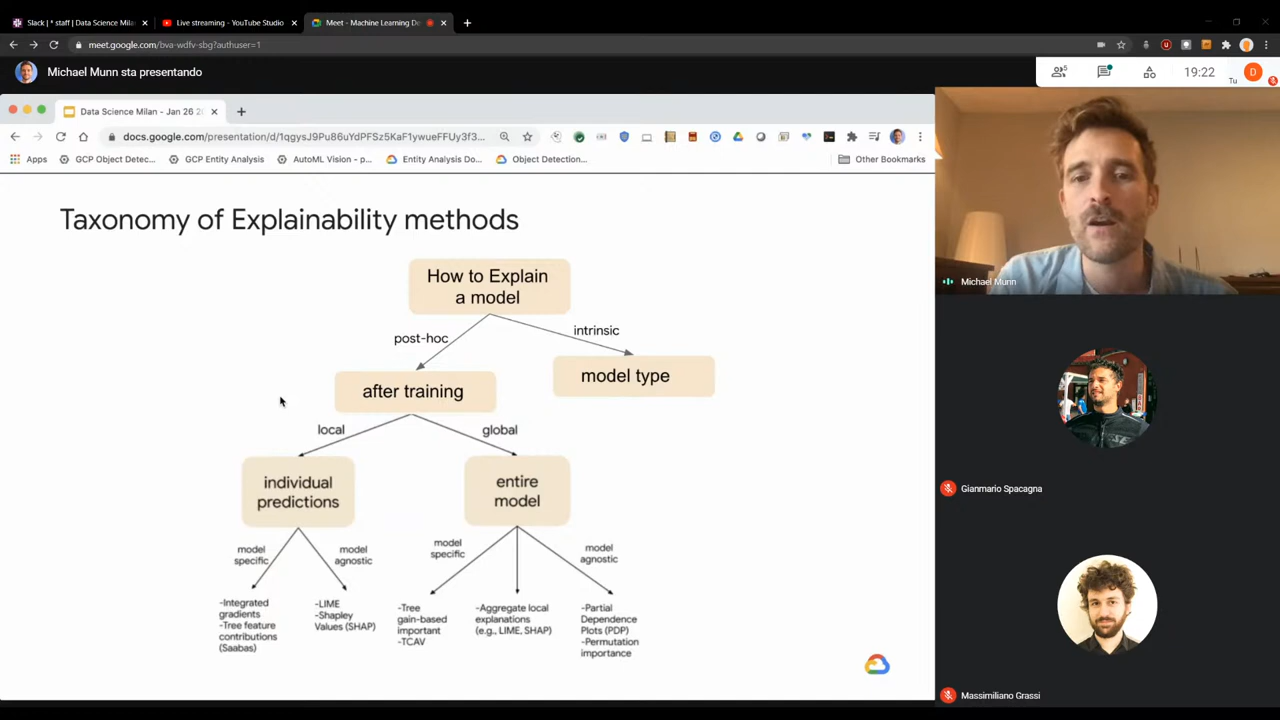 Slack | * staff | Data Science Milan
Live streaming - YouTube Studio
Meet - Machine Learning De
meet.google.com/bva-wdfv-sbg?authuser=1
Michael Munn sta presentando
5
19:22
Tu
D
Data Science Milan - Jan 26 2
docs.google.com/presentation/d/1qgysJ9Pu86uYdPFSz5KaF1ywueFFUy3f3...
Apps
GCP Object Detec...
GCP Entity Analysis
AutoML Vision - p...
Entity Analysis Do...
Object Detection...
Other Bookmarks
Taxonomy of Explainability methods
How to Explain
a model
post-hoc
intrinsic
after training
model type
local
global
individual
predictions
entire
model
model
specific
model
agnostic
model
specific
model
agnostic
-Integrated
gradients
-Tree feature
contributions
(Saabas)
-LIME
-Shapley
Values (SHAP)
-Tree
gain-based
important
-TCAV
-Aggregate local
explanations
(e.g., LIME, SHAP)
-Partial
Dependence
Plots (PDP)
-Permutation
importance
Michael Munn
Gianmario Spacagna
Massimiliano Grassi